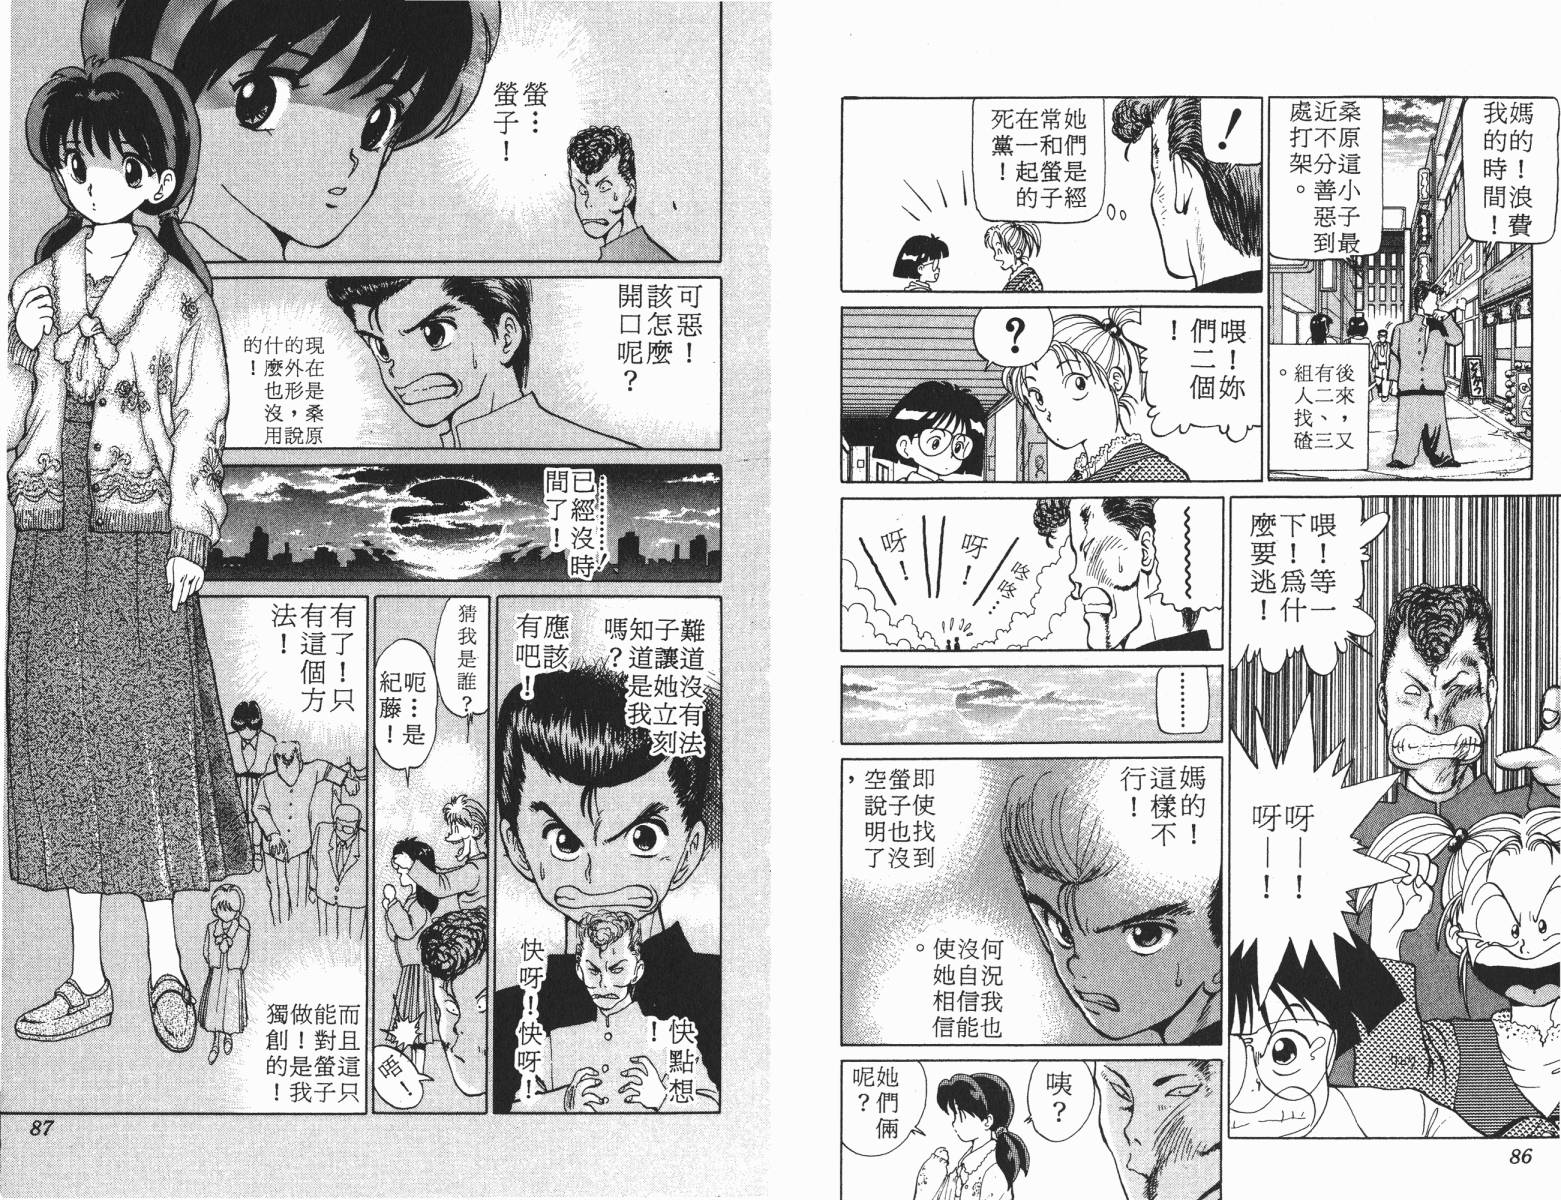 媽的！浪費
我的時間！
桑原這小子最
近不分善惡到
處打架。
後來，又
有二、三
組人找碴
。
！
她們是經
常和螢子
在一起的
死黨！
喂！妳
們二個
！
？
喂！等一
下！為什
麼要逃！
呀—！
呀—！
咚咚…
呀！
呀！
………
………
媽的！
這樣不
行！
即使找到
螢子也沒
空說明了
，
何況我也
沒自信能
使她相信
。
咦？
她們倆
呢？
86
螢…
螢子！
可惡！
該怎麼
開口呢？
現在是桑原
的外形，說
什麼也沒用
的！
………！
已經沒時
間了！
難道沒有法
子讓她立刻
知道是我
嗎？
應該
有吧！
快點想
！
快呀！快呀！
猜我是誰？
呃…是
紀藤！
唔！
有了！只
有這個方
法！
而且這只
能對螢子
做！是我
獨創的！
87